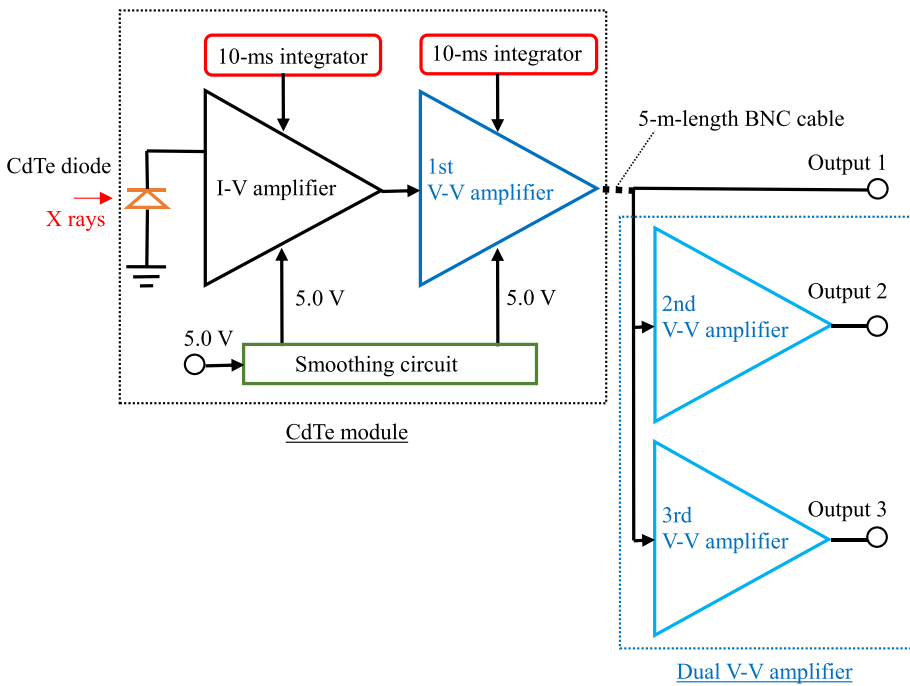 10-ms integrator
10-ms integrator
5-m-length BNC cable
CdTe diode
X rays
I-V amplifier
1st
V-V amplifier
Output 1
5.0 V
5.0 V
5.0 V
Smoothing circuit
CdTe module
2nd
V-V amplifier
Output 2
3rd
V-V amplifier
Output 3
Dual V-V amplifier